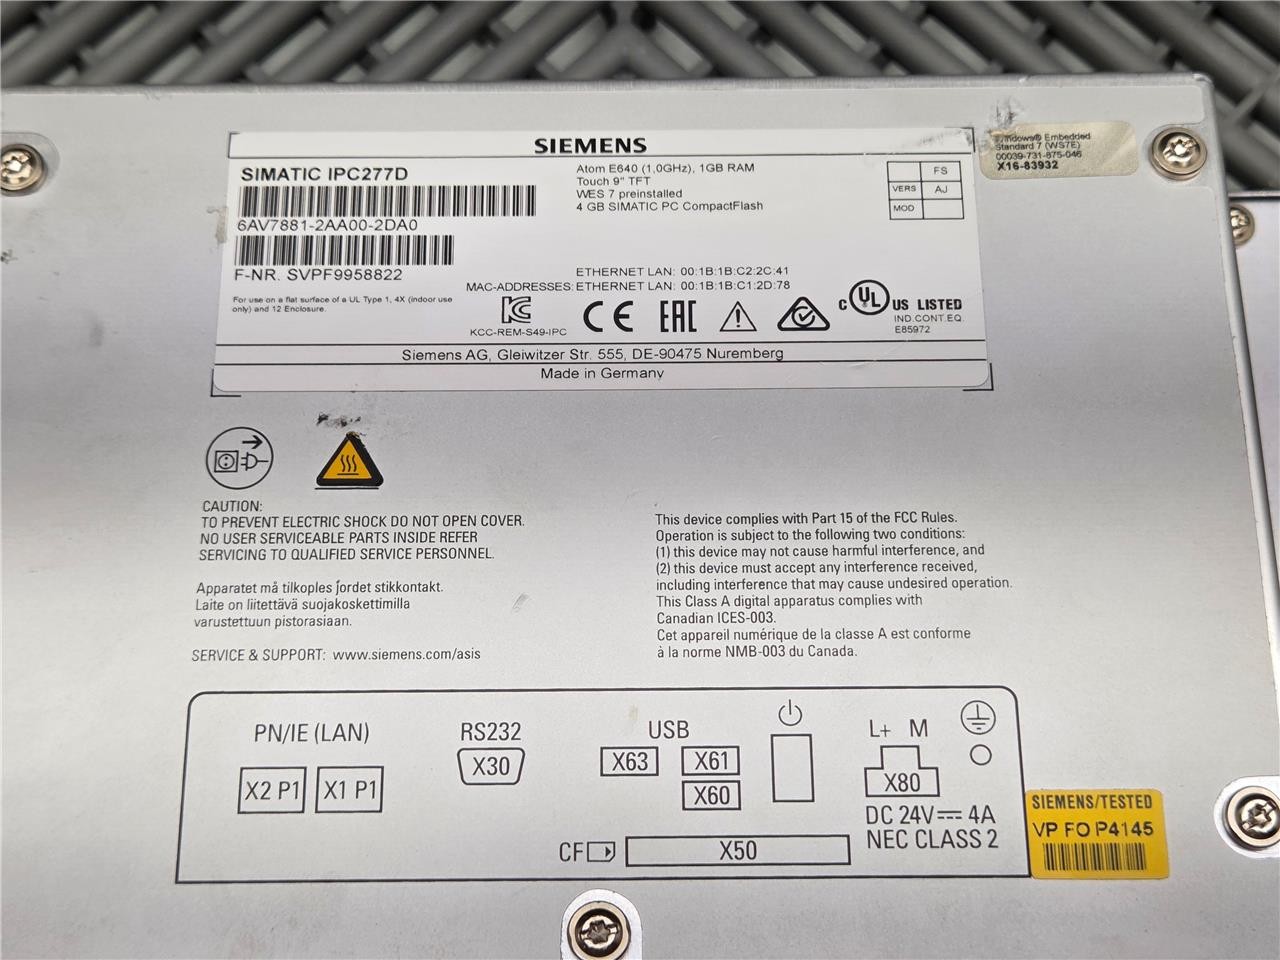 SIEMENS
SIMATIC IPC277D
6AV7881-2AA00-2DA0
F-NR. SVPF9958822
For use on a flat surface of a UL Type 1, 4X (indoor use
only) and 12 Enclosure.
Atom E640 (1,0GHz), 1GB RAM
Touch 9" TFT
WES 7 preinstalled
4 GB SIMATIC PC CompactFlash
FS
VERS AJ
MOD
Windows® Embedded
Standard 7 (WS7E)
00039-731-875-046
X16-83932
ETHERNET LAN: 00:1B:1B:C2:2C:41
MAC-ADDRESSES: ETHERNET LAN: 00:1B:1B:C1:2D:78
KCC-REM-S49-IPC
CE
EAC
C UL US LISTED
IND.CONT.EQ.
E85972
Siemens AG, Gleiwitzer Str. 555, DE-90475 Nuremberg
Made in Germany
CAUTION:
TO PREVENT ELECTRIC SHOCK DO NOT OPEN COVER.
NO USER SERVICEABLE PARTS INSIDE REFER
SERVICING TO QUALIFIED SERVICE PERSONNEL.
Apparatet må tilkoples jordet stikkontakt.
Laite on liitettävä suojakoskettimilla
varustettuun pistorasiaan.
SERVICE & SUPPORT: www.siemens.com/asis
This device complies with Part 15 of the FCC Rules.
Operation is subject to the following two conditions:
(1) this device may not cause harmful interference, and
(2) this device must accept any interference received,
including interference that may cause undesired operation.
This Class A digital apparatus complies with
Canadian ICES-003.
Cet appareil numérique de la classe A est conforme
à la norme NMB-003 du Canada.
PN/IE (LAN)
X2 P1 X1 P1
RS232
X30
USB
X63 X61
X60
L+ M
X80
DC 24V⎓ 4A
NEC CLASS 2
CF X50
SIEMENS/TESTED
VP FO P4145